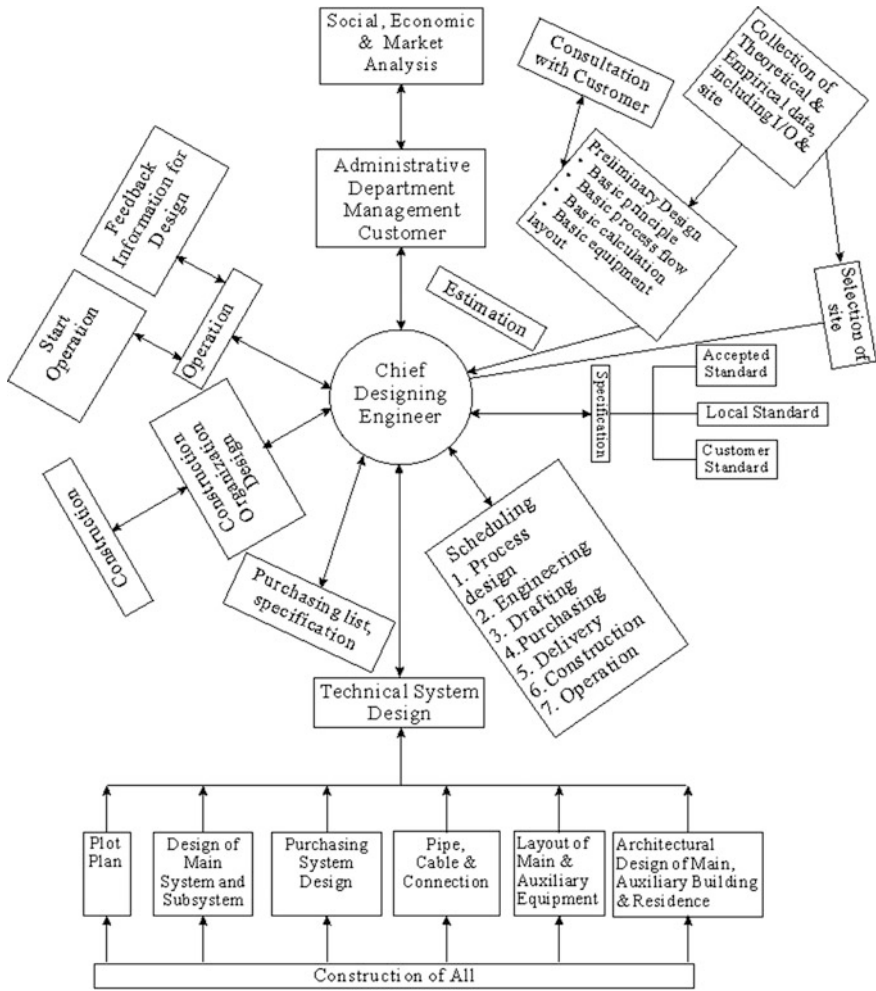 Social, Economic
& Market
Analysis
Administrative
Department
Management
Customer
Consultation
with Customer
Collection of
Theoretical &
Empirical data,
including I/O &
site
Preliminary Design
• Basic principle
• Basic process flow
• Basic calculation
• Basic equipment
layout
Selection of
site
Feedback
Information for
Design
Start
Operation
Operation
Estimation
Chief
Designing
Engineer
Specification
Accepted
Standard
Local Standard
Customer
Standard
Construction
Organization
Design
Construction
Purchasing list,
specification
Scheduling
1. Process
design
2. Engineering
3. Drafting
4.Purchasing
5. Delivery
6. Construction
7. Operation
Technical System
Design
Plot
Plan
Design of
Main
System and
Subsystem
Purchasing
System
Design
Pipe,
Cable &
Connection
Layout of
Main &
Auxiliary
Equipment
Architectural
Design of Main,
Auxiliary Building
& Residence
Construction of All